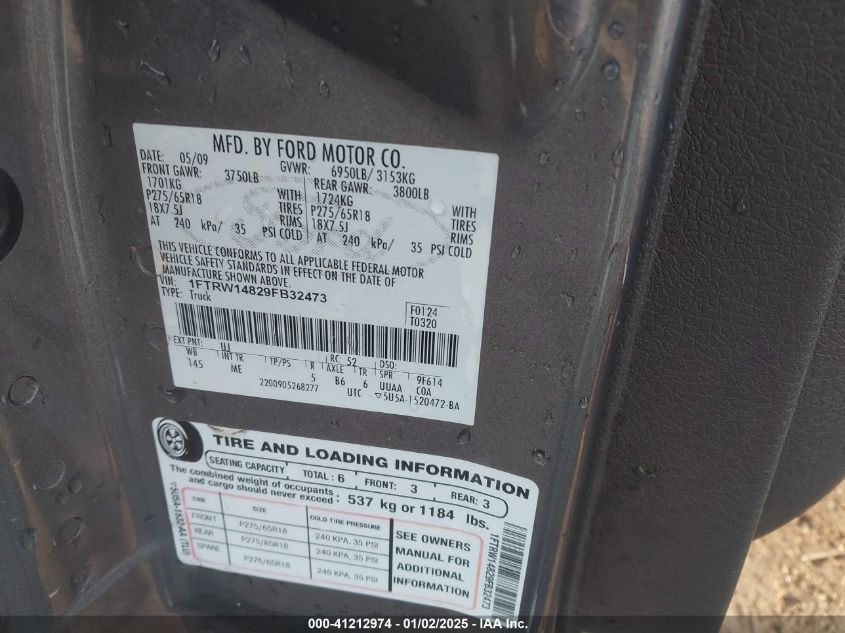 MFD. BY FORD MOTOR CO.
DATE: 05/09 GVWR: 6950LB/ 3153KG
FRONT GAWR: 3750LB REAR GAWR: 3800LB
1701KG WITH 1724KG WITH
P275/65R18 TIRES P275/65R18 TIRES
18X7.5J RIMS 18X7.5J RIMS
AT 240 kPa/ 35 PSI COLD AT 240 kPa/ 35 PSI COLD
THIS VEHICLE CONFORMS TO ALL APPLICABLE FEDERAL MOTOR
VEHICLE SAFETY STANDARDS IN EFFECT ON THE DATE OF
MANUFACTURE SHOWN ABOVE.
VIN: 1FTRW14829FB32473
TYPE: Truck
F0124
T0320
EXT PNT: UJ RC: 52 DSO:
WB INT TR TP/PS R AXLE TR SPR 9F614
145 ME 5 B6 6 UUAA COA
2200905268277 UTC ▽5U5A-1520472-BA
TIRE AND LOADING INFORMATION
SEATING CAPACITY TOTAL: 6 FRONT: 3 REAR: 3
The combined weight of occupants
and cargo should never exceed : 537 kg or 1184 lbs.
TIRE SIZE COLD TIRE PRESSURE
FRONT P275/65R18 240 KPA, 35 PSI
REAR P275/65R18 240 KPA, 35 PSI
SPARE P275/65R18 240 KPA, 35 PSI
SEE OWNERS
MANUAL FOR
ADDITIONAL
INFORMATION
1FTRW14829FB32473
000-41212974 - 01/02/2025 - IAA, Inc.